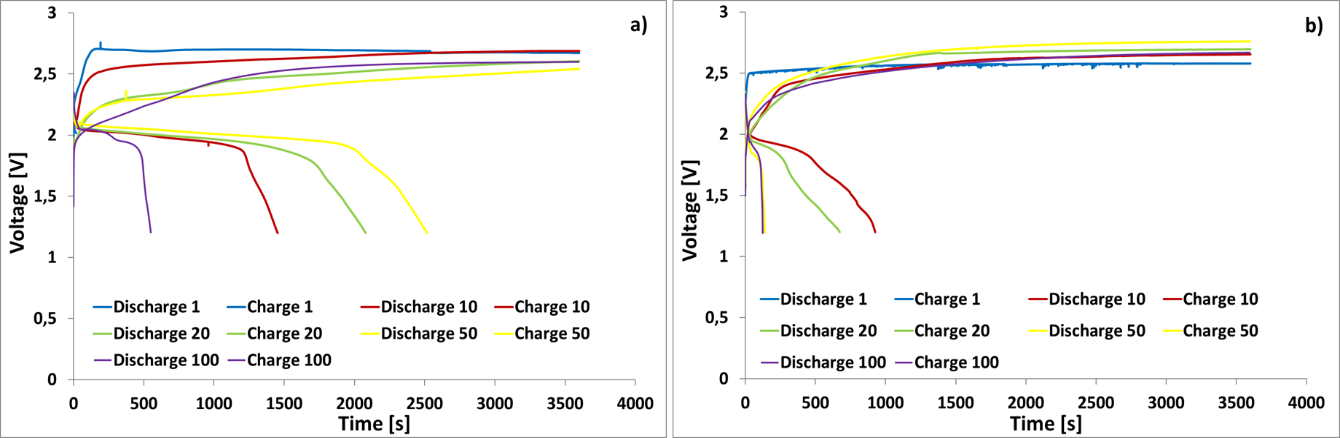 a)
Voltage [V]
3
2,5
2
1,5
1
0,5
0
Discharge 1 Charge 1 Discharge 10 Charge 10
Discharge 20 Charge 20 Discharge 50 Charge 50
Discharge 100 Charge 100
0 500 1000 1500 2000 2500 3000 3500 4000
Time [s]
b)
Voltage [V]
3
2,5
2
1,5
1
0,5
0
Discharge 1 Charge 1 Discharge 10 Charge 10
Discharge 20 Charge 20 Discharge 50 Charge 50
Discharge 100 Charge 100
0 500 1000 1500 2000 2500 3000 3500 4000
Time [s]